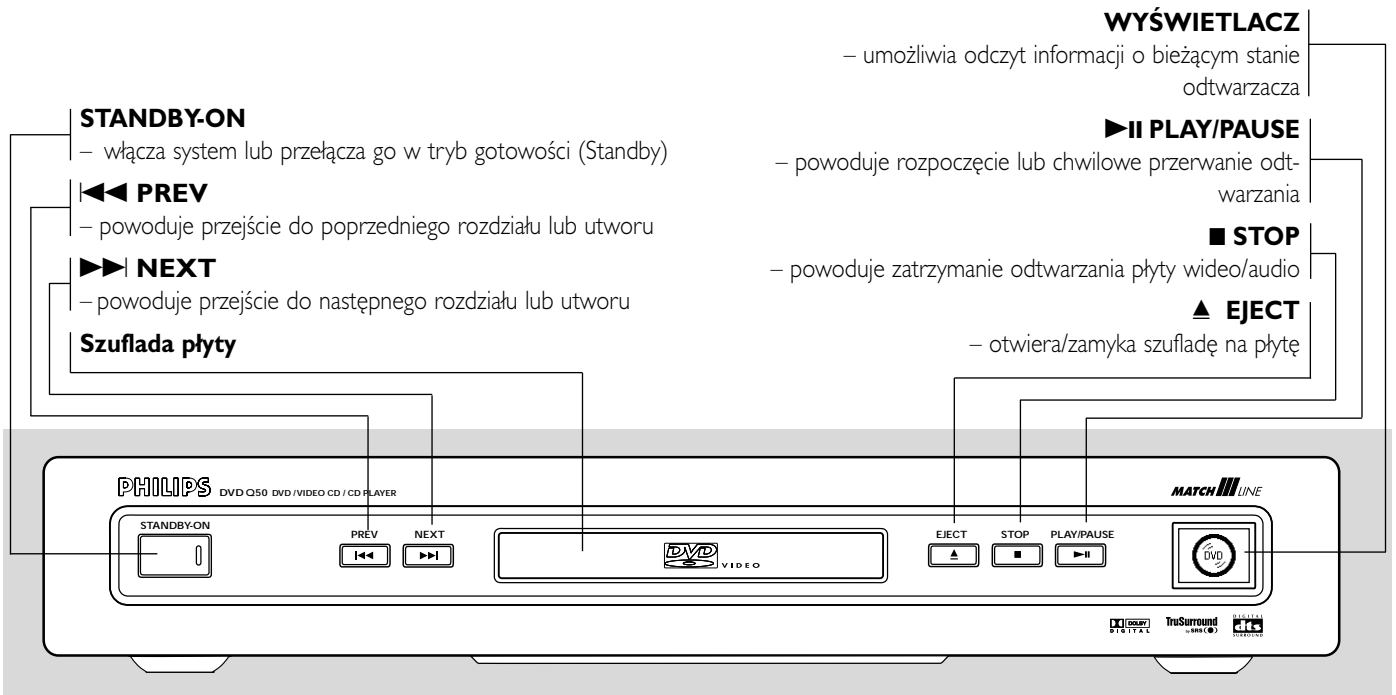 WYŚWIETLACZ
– umożliwia odczyt informacji o bieżącym stanie
odtwarzacza
►II PLAY/PAUSE
– powoduje rozpoczęcie lub chwilowe przerwanie odt-
warzania
■ STOP
– powoduje zatrzymanie odtwarzania płyty wideo/audio
▲ EJECT
– otwiera/zamyka szufladę na płytę
STANDBY-ON
– włącza system lub przełącza go w tryb gotowości (Standby)
|◄◄ PREV
– powoduje przejście do poprzedniego rozdziału lub utworu
►►| NEXT
– powoduje przejście do następnego rozdziału lub utworu
Szuflada płyty
PHILIPS DVD Q50 DVD / VIDEO CD / CD PLAYER
MATCH LINE
STANDBY-ON
PREV
NEXT
DVD
VIDEO
EJECT
STOP
PLAY/PAUSE
DVD
DOLBY
DIGITAL
TruSurround
by SRS
DIGITAL
dts
SURROUND